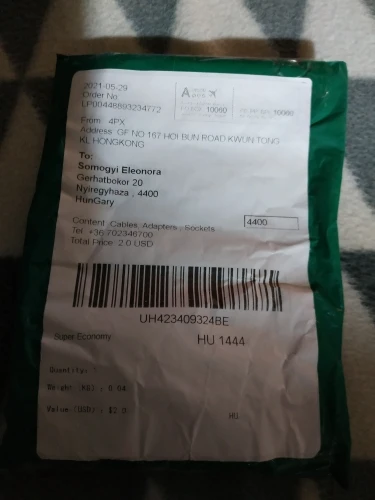 2021-05-29
Order No
LP00448693234772
A
10060
10060
From: 4PX
Address: GF NO 167 HOI BUN ROAD KWUN TONG
KL HONGKONG
To:
Somogyi Eleonora
Gerhatbokor 20
Nyiregyhaza , 4400
HunGary
Content :Cables, Adapters , Sockets
4400
Tel: +36 702346700
Total Price: 2.0 USD
UH423409324BE
Super Economy
HU 1444
Quantity:
Weight (KG) : 0.04
Value (USD) : $2.0
HU